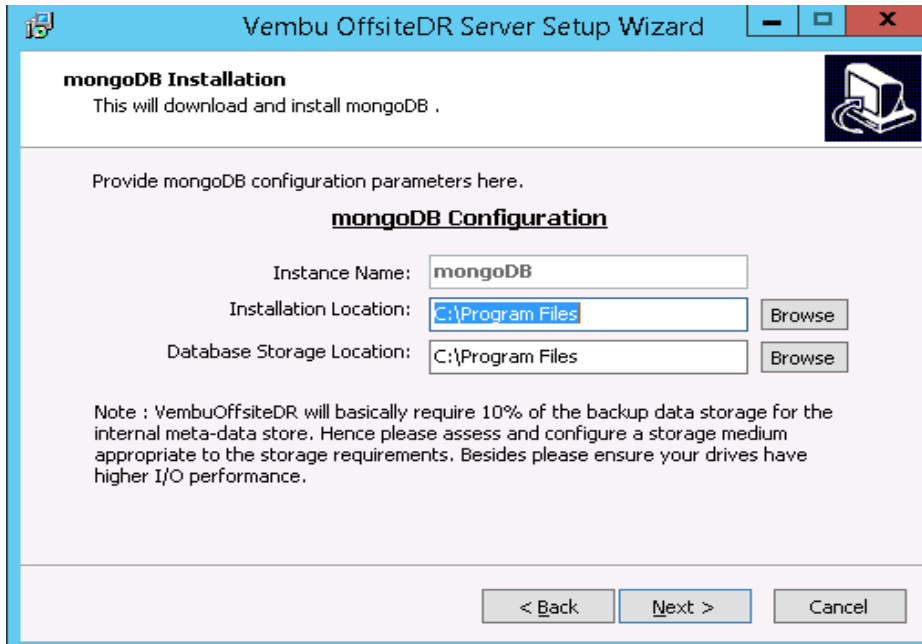 Vembu OffsiteDR Server Setup Wizard
mongoDB Installation
This will download and install mongoDB .
Provide mongoDB configuration parameters here.
mongoDB Configuration
Instance Name: mongoDB
Installation Location: C:\Program Files Browse
Database Storage Location: C:\Program Files Browse
Note : VembuOffsiteDR will basically require 10% of the backup data storage for the
internal meta-data store. Hence please assess and configure a storage medium
appropriate to the storage requirements. Besides please ensure your drives have
higher I/O performance.
< Back Next > Cancel